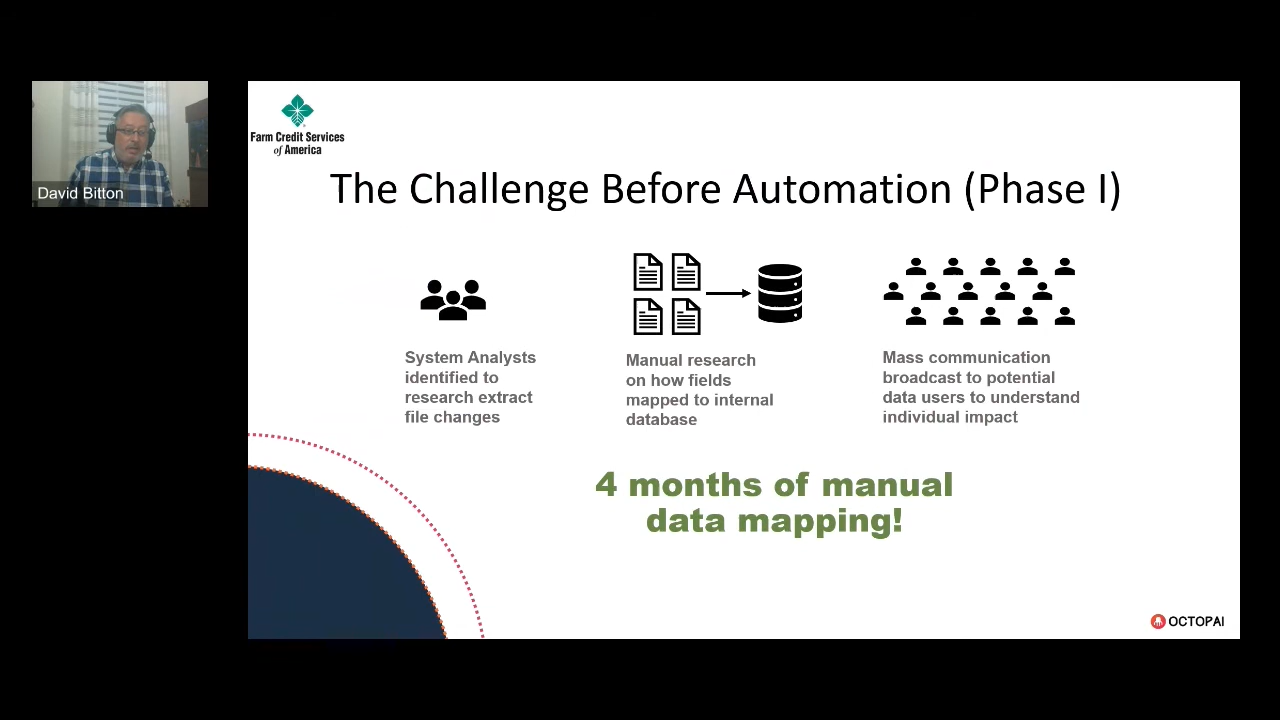 David Bitton
Farm Credit Services
of America
The Challenge Before Automation (Phase I)
System Analysts
identified to
research extract
file changes
Manual research
on how fields
mapped to internal
database
Mass communication
broadcast to potential
data users to understand
individual impact
4 months of manual
data mapping!
OCTOPAI